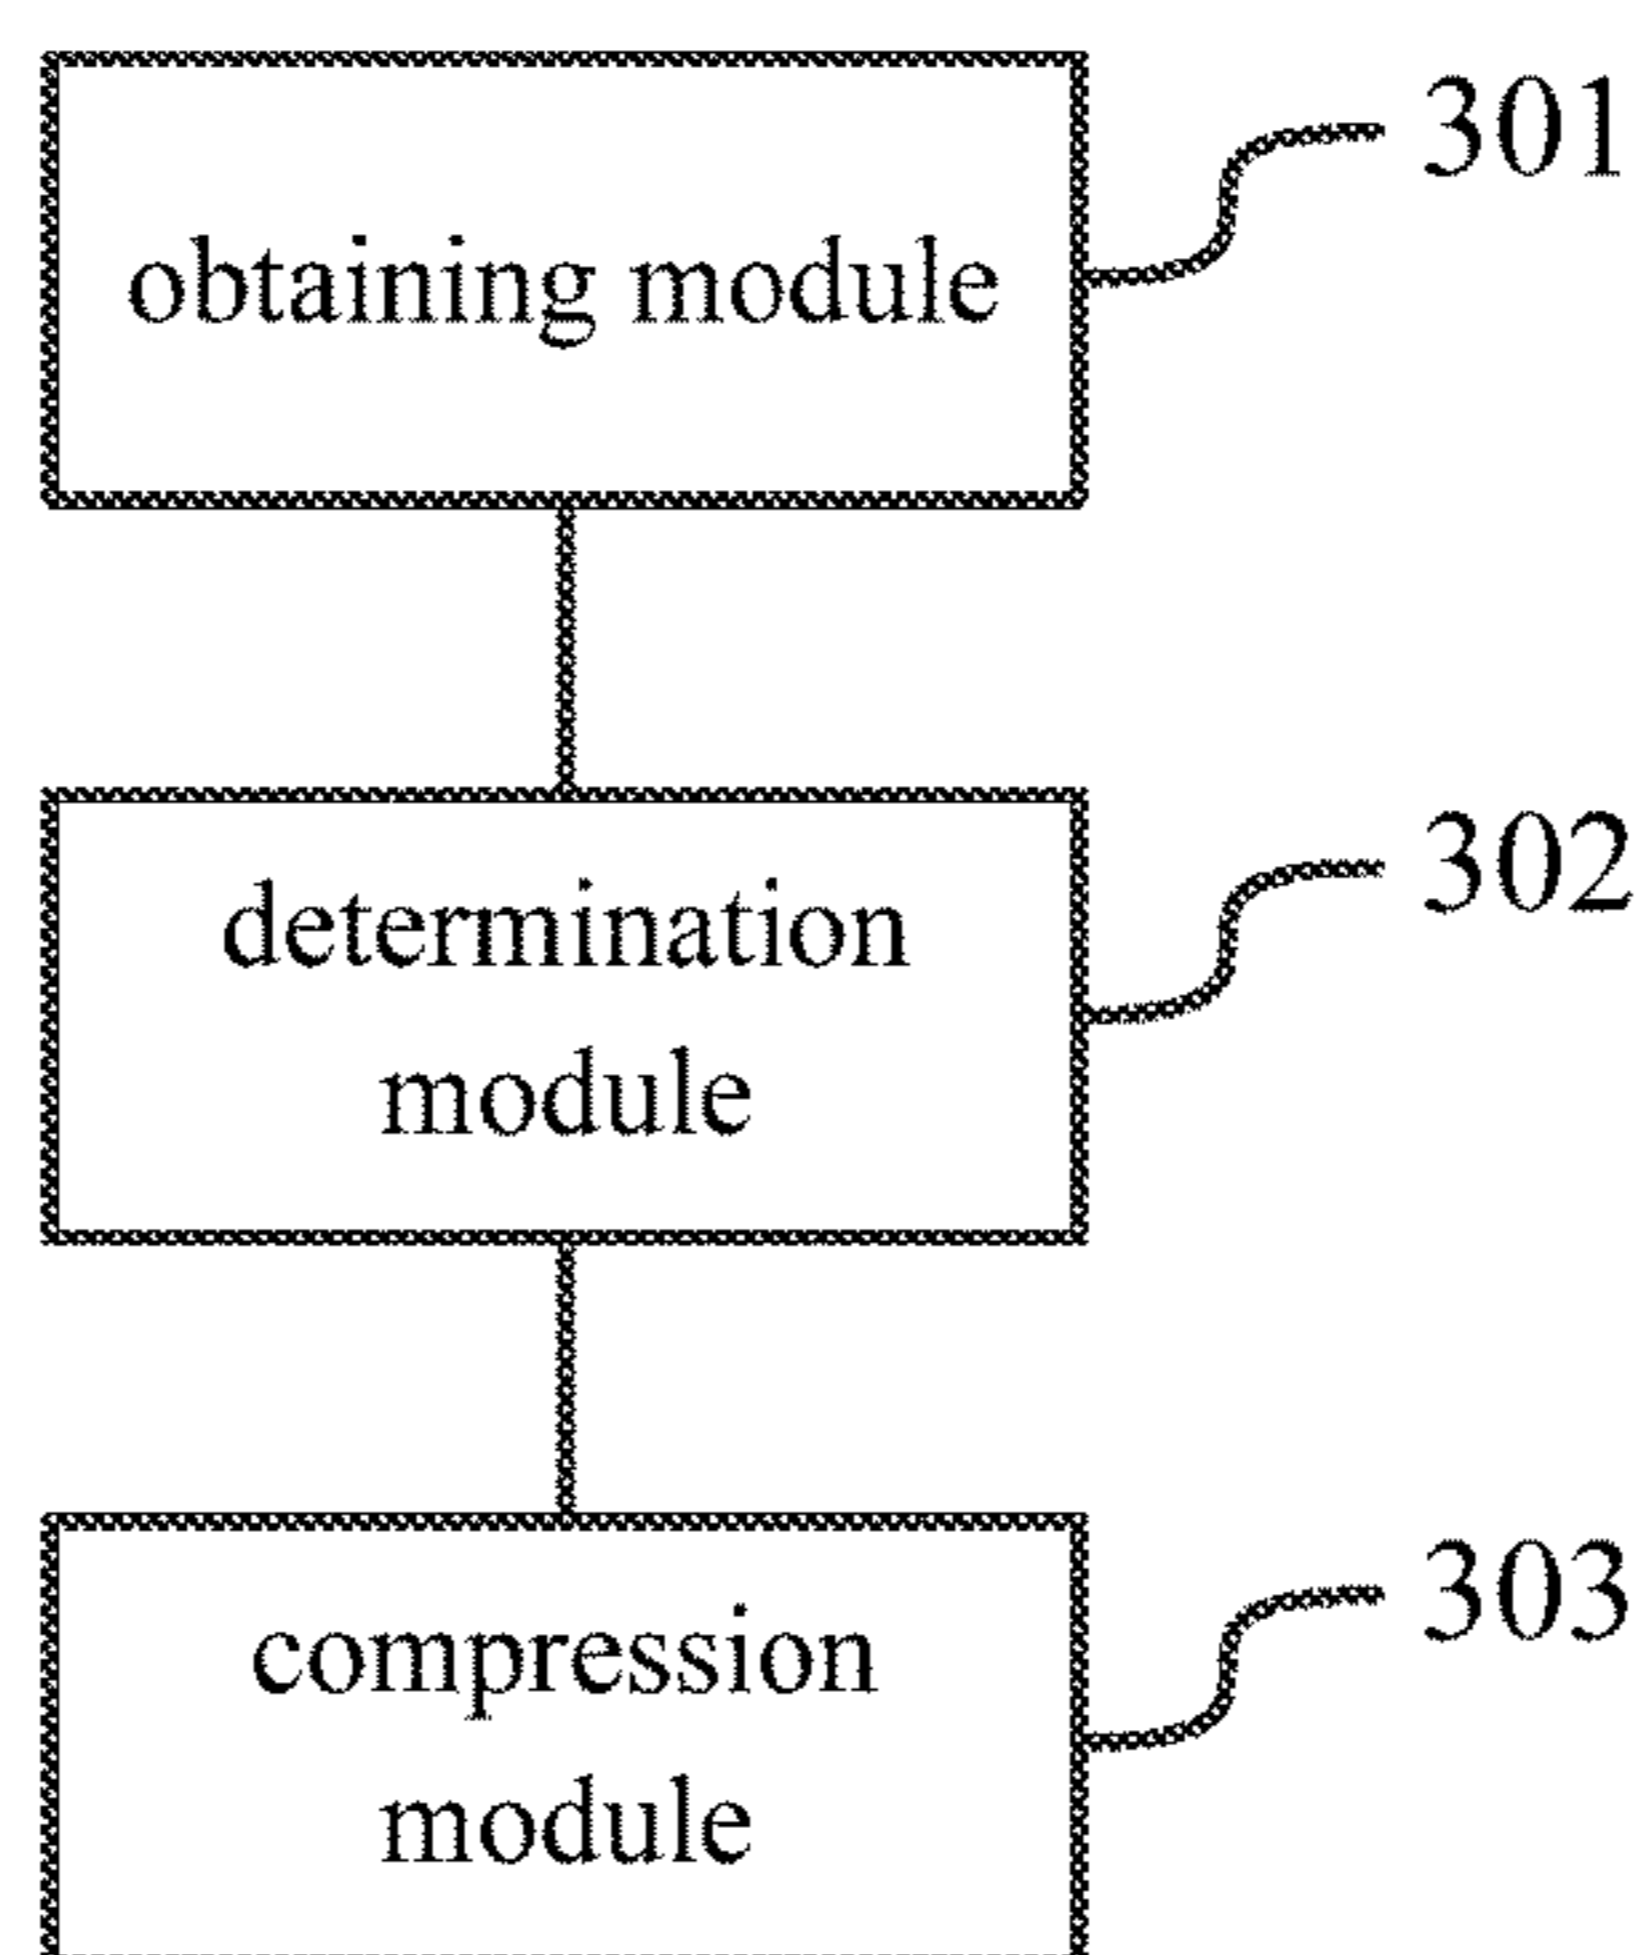 obtaining module
301
determination
module
302
compression
module
303